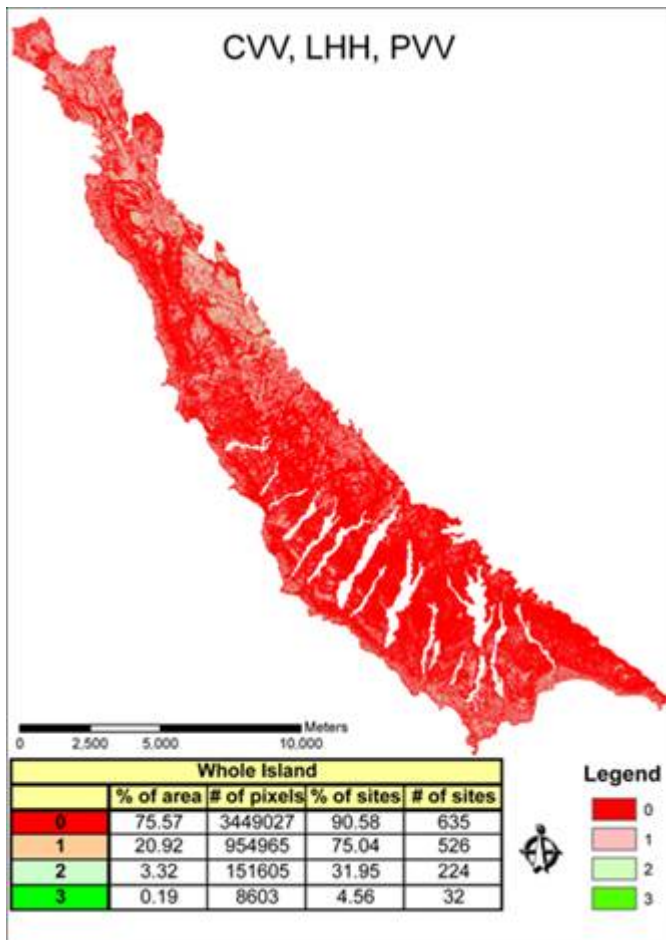 CVV, LHH, PVV
Meters
0 2,500 5,000 10,000
Whole Island
% of area # of pixels % of sites # of sites
0 75.57 3449027 90.58 635
1 20.92 954965 75.04 526
2 3.32 151605 31.95 224
3 0.19 8603 4.56 32
Legend
0
1
2
3